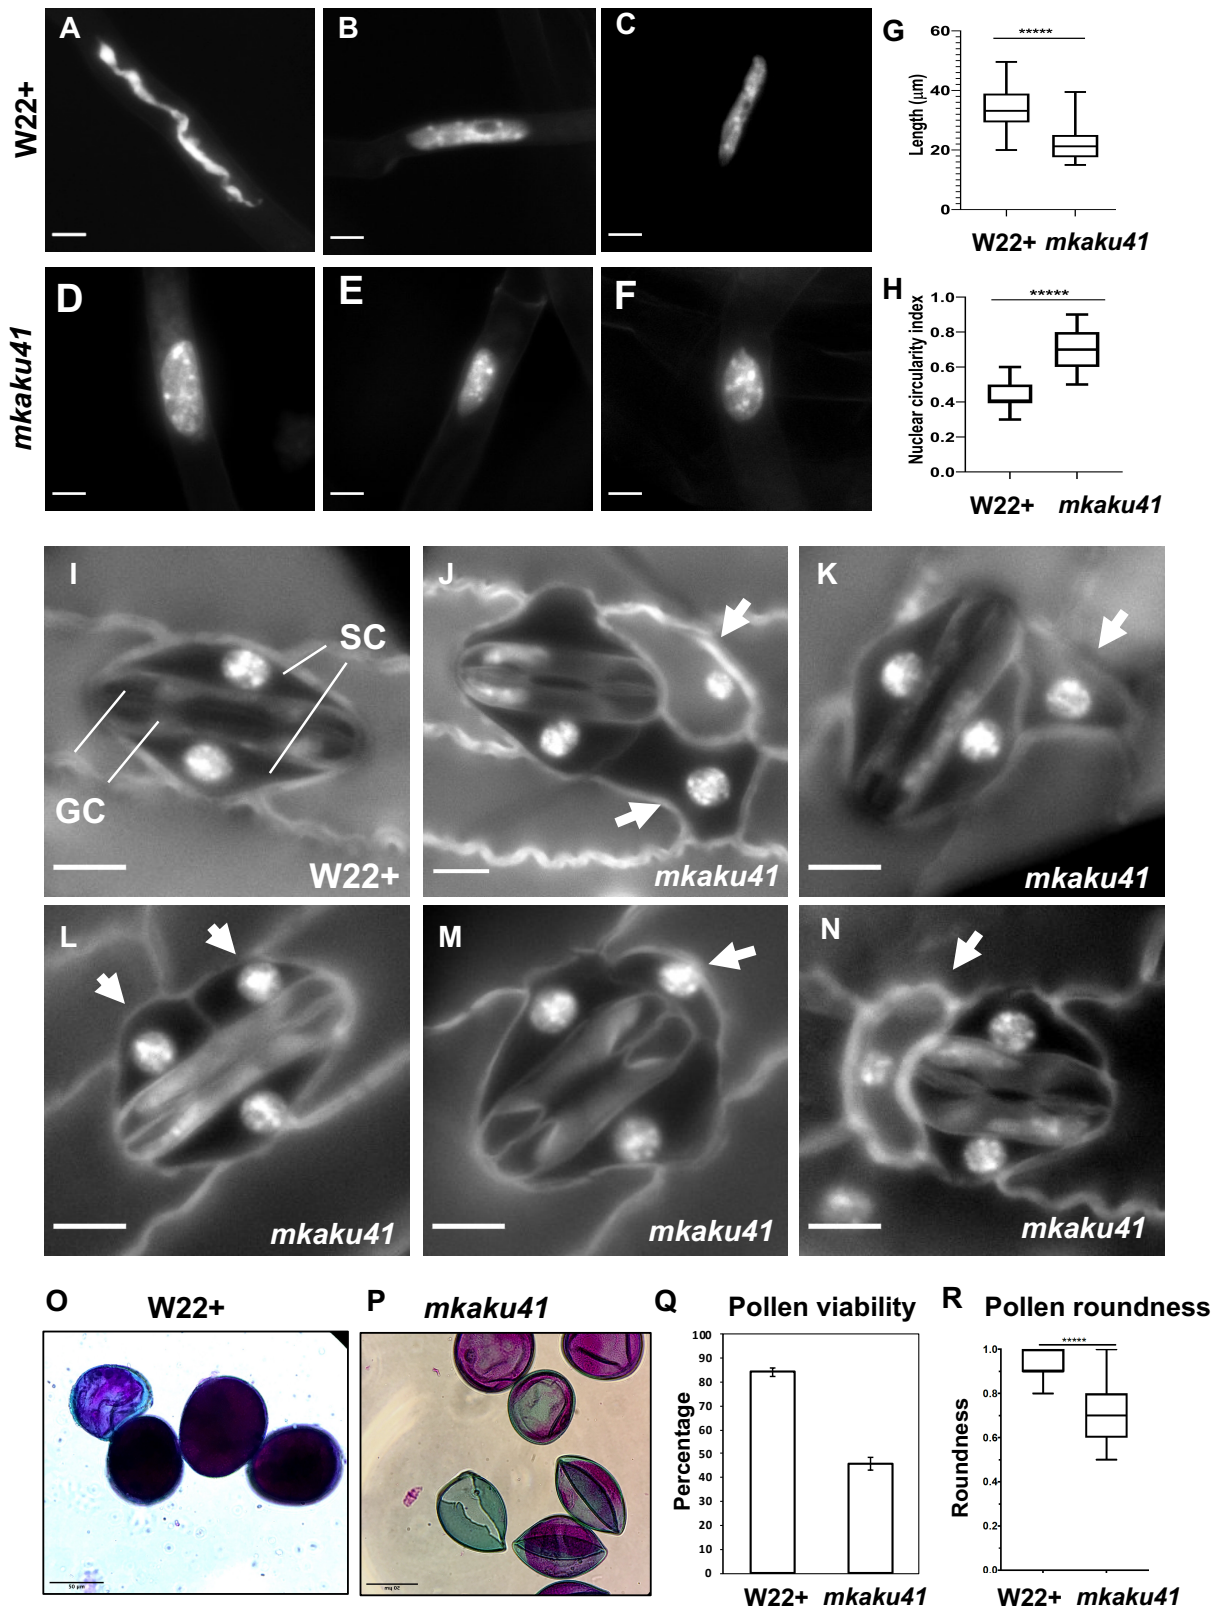 W22+
A
B
C
G
*****
60
40
20
0
Length (µm)
W22+ mkaku41
mkaku41
D
E
F
H
*****
1.0
0.8
0.6
0.4
0.2
0.0
Nuclear circularity index
W22+ mkaku41
I
SC
GC
W22+
J
mkaku41
K
mkaku41
L
mkaku41
M
mkaku41
N
mkaku41
O W22+
50 µm
P mkaku41
Q Pollen viability
100
90
80
70
60
50
40
30
20
10
0
Percentage
W22+ mkaku41
R Pollen roundness
*****
1.0
0.8
0.6
0.4
0.2
0.0
Roundness
W22+ mkaku41